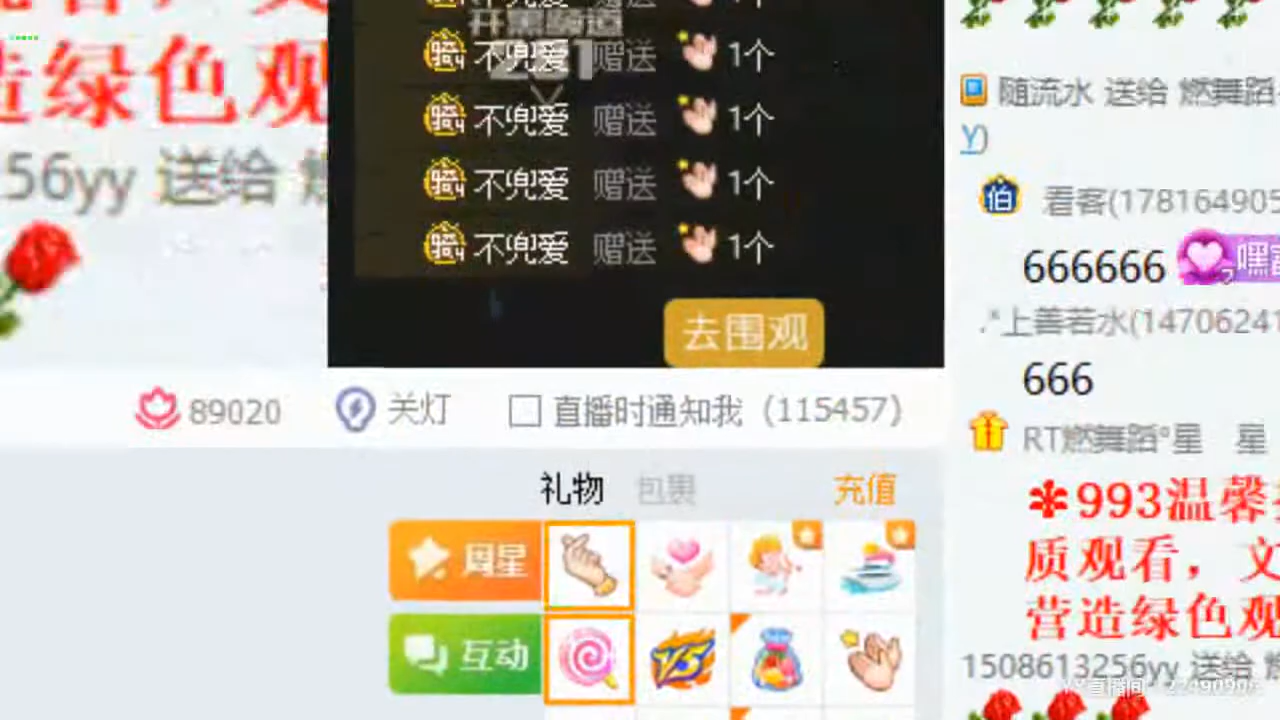 造绿色观
56yy 送给
不兜爱 赠送 1个
不兜爱 赠送 1个
不兜爱 赠送 1个
不兜爱 赠送 1个
去围观
89020
关灯
直播时通知我（115457）
礼物
包裹
充值
周星
互动
VS
随流水 送给 燃舞蹈
Y)
伯 看客(178164905
666666
嘿
.*上善若水(14706241
666
RT燃舞蹈°星 星
✻993温馨
质观看，文
营造绿色观
1508613256yy 送给